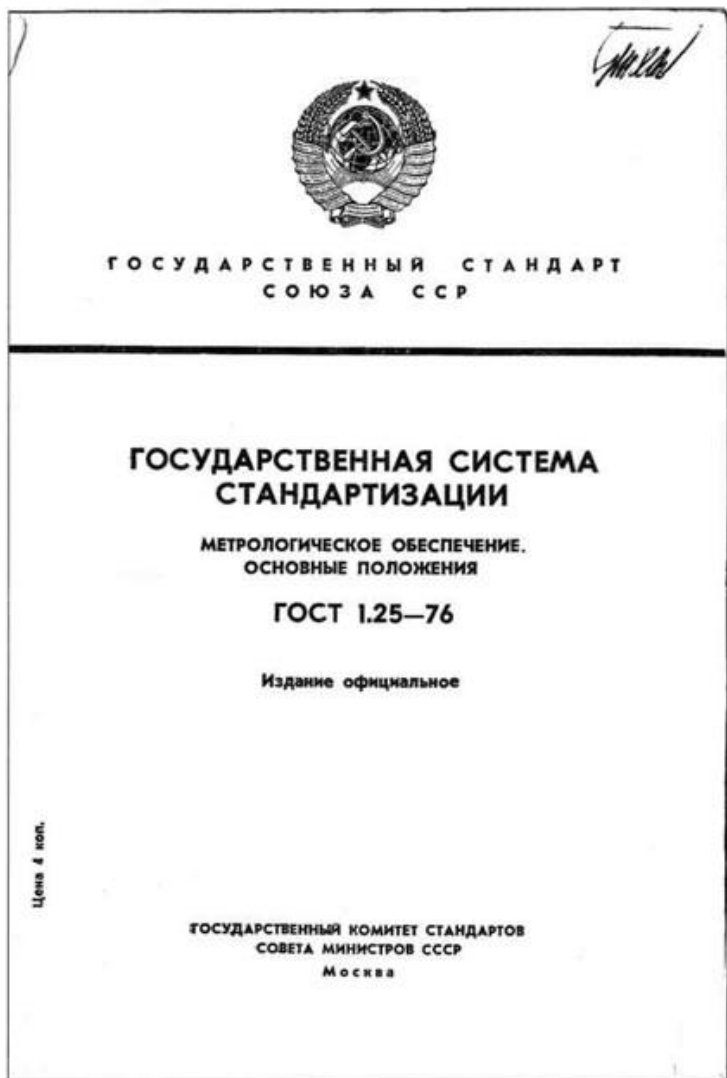 ГОСУДАРСТВЕННЫЙ СТАНДАРТ
СОЮЗА ССР
ГОСУДАРСТВЕННАЯ СИСТЕМА
СТАНДАРТИЗАЦИИ
МЕТРОЛОГИЧЕСКОЕ ОБЕСПЕЧЕНИЕ.
ОСНОВНЫЕ ПОЛОЖЕНИЯ
ГОСТ 1.25—76
Издание официальное
Цена 4 коп.
ГОСУДАРСТВЕННЫЙ КОМИТЕТ СТАНДАРТОВ
СОВЕТА МИНИСТРОВ СССР
Москва